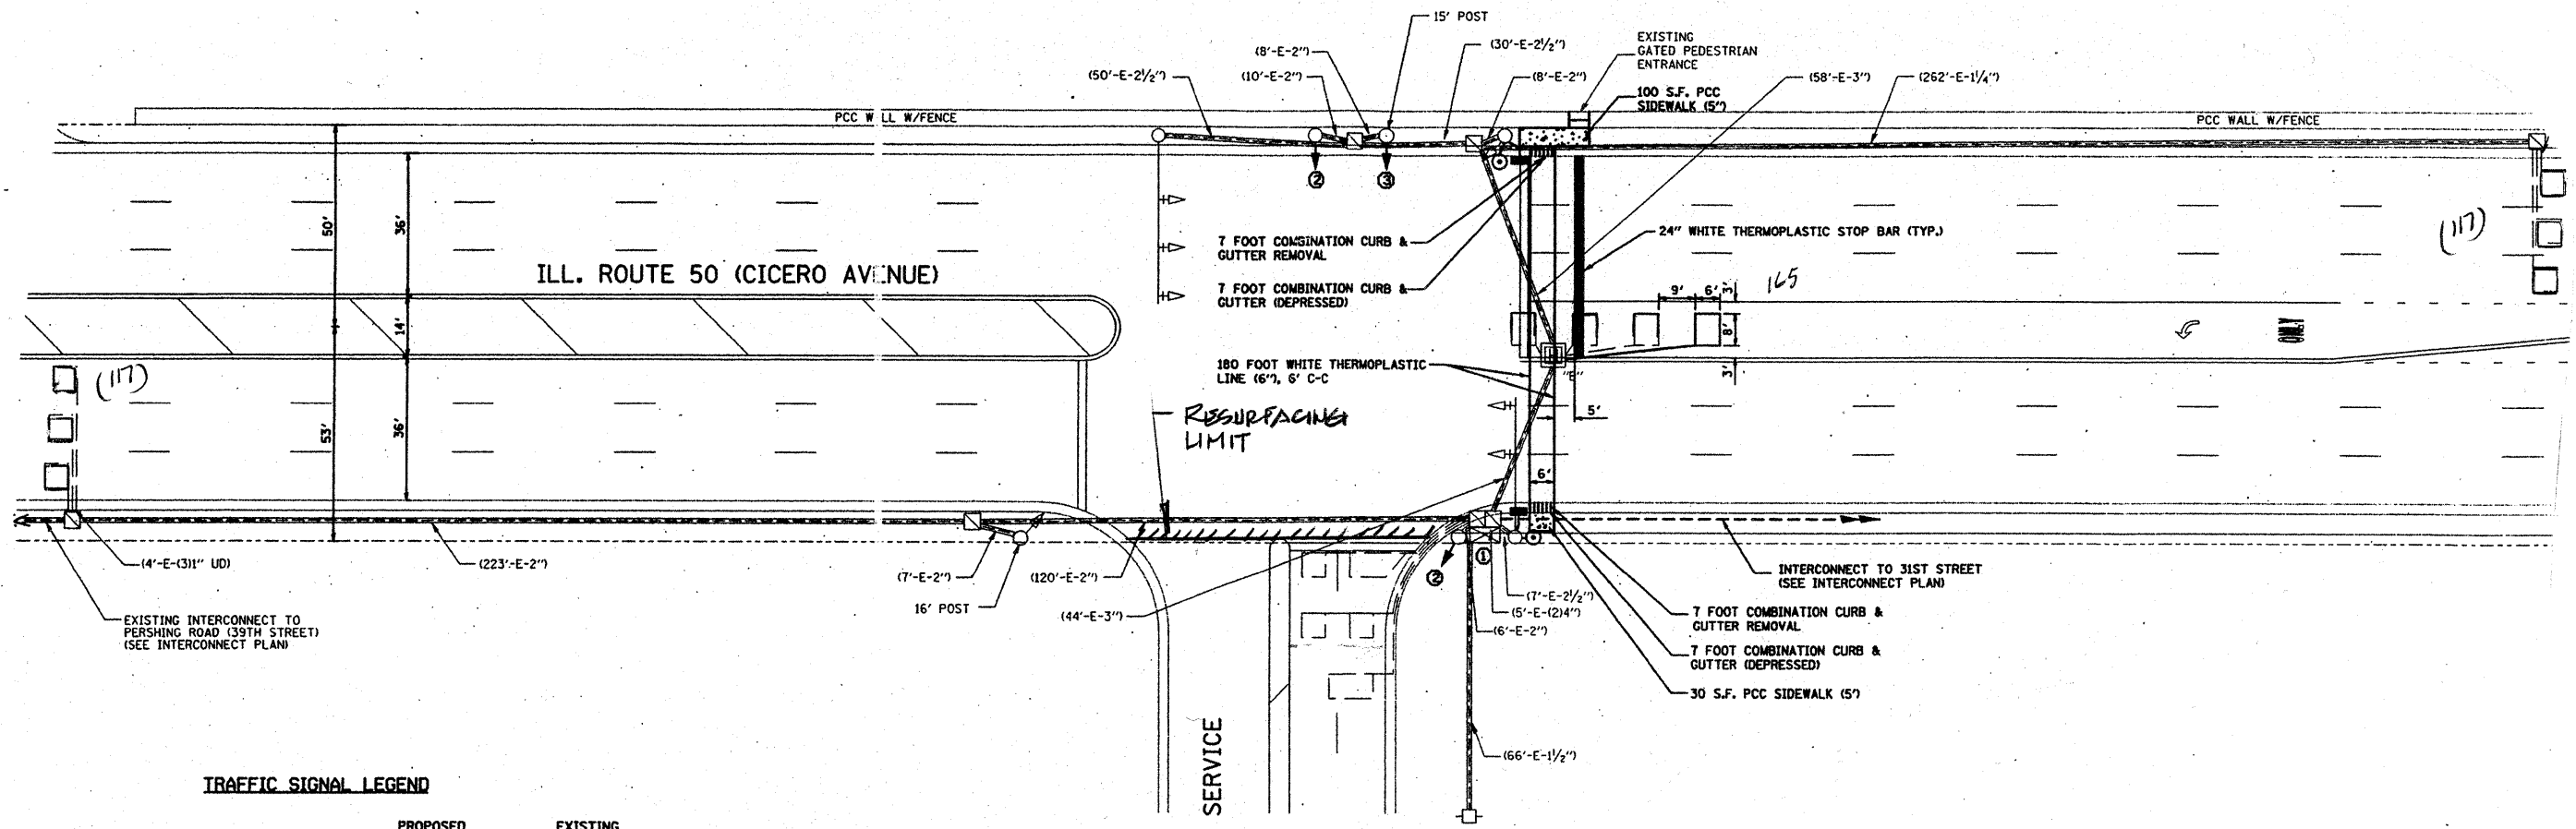 15' POST
(8'-E-2")
(30'-E-2½")
EXISTING
GATED PEDESTRIAN
ENTRANCE
(50'-E-2½")
(10'-E-2")
(8'-E-2")
(58'-E-3")
(262'-E-1¼")
100 S.F. PCC
SIDEWALK (5")
PCC W LL W/FENCE
PCC WALL W/FENCE
②
③
50'
36'
7 FOOT COMBINATION CURB &
GUTTER REMOVAL
24" WHITE THERMOPLASTIC STOP BAR (TYP.)
(117)
ILL. ROUTE 50 (CICERO AVENUE)
7 FOOT COMBINATION CURB &
GUTTER (DEPRESSED)
165
9'
6'
3'
14'
8'
ONLY
(117)
180 FOOT WHITE THERMOPLASTIC
LINE (6"), 6' C-C
"E"
3'
RESURFACING
LIMIT
5'
53'
36'
6'
(4'-E-(3)1" UD)
(223'-E-2")
(7'-E-2")
(120'-E-2")
②
①
INTERCONNECT TO 31ST STREET
(SEE INTERCONNECT PLAN)
16' POST
(44'-E-3")
(7'-E-2½")
(5'-E-(2)4")
(6'-E-2")
EXISTING INTERCONNECT TO
PERSHING ROAD (39TH STREET)
(SEE INTERCONNECT PLAN)
7 FOOT COMBINATION CURB &
GUTTER REMOVAL
7 FOOT COMBINATION CURB &
GUTTER (DEPRESSED)
30 S.F. PCC SIDEWALK (5")
SERVICE
(66'-E-1½")
TRAFFIC SIGNAL LEGEND
PROPOSED
EXISTING